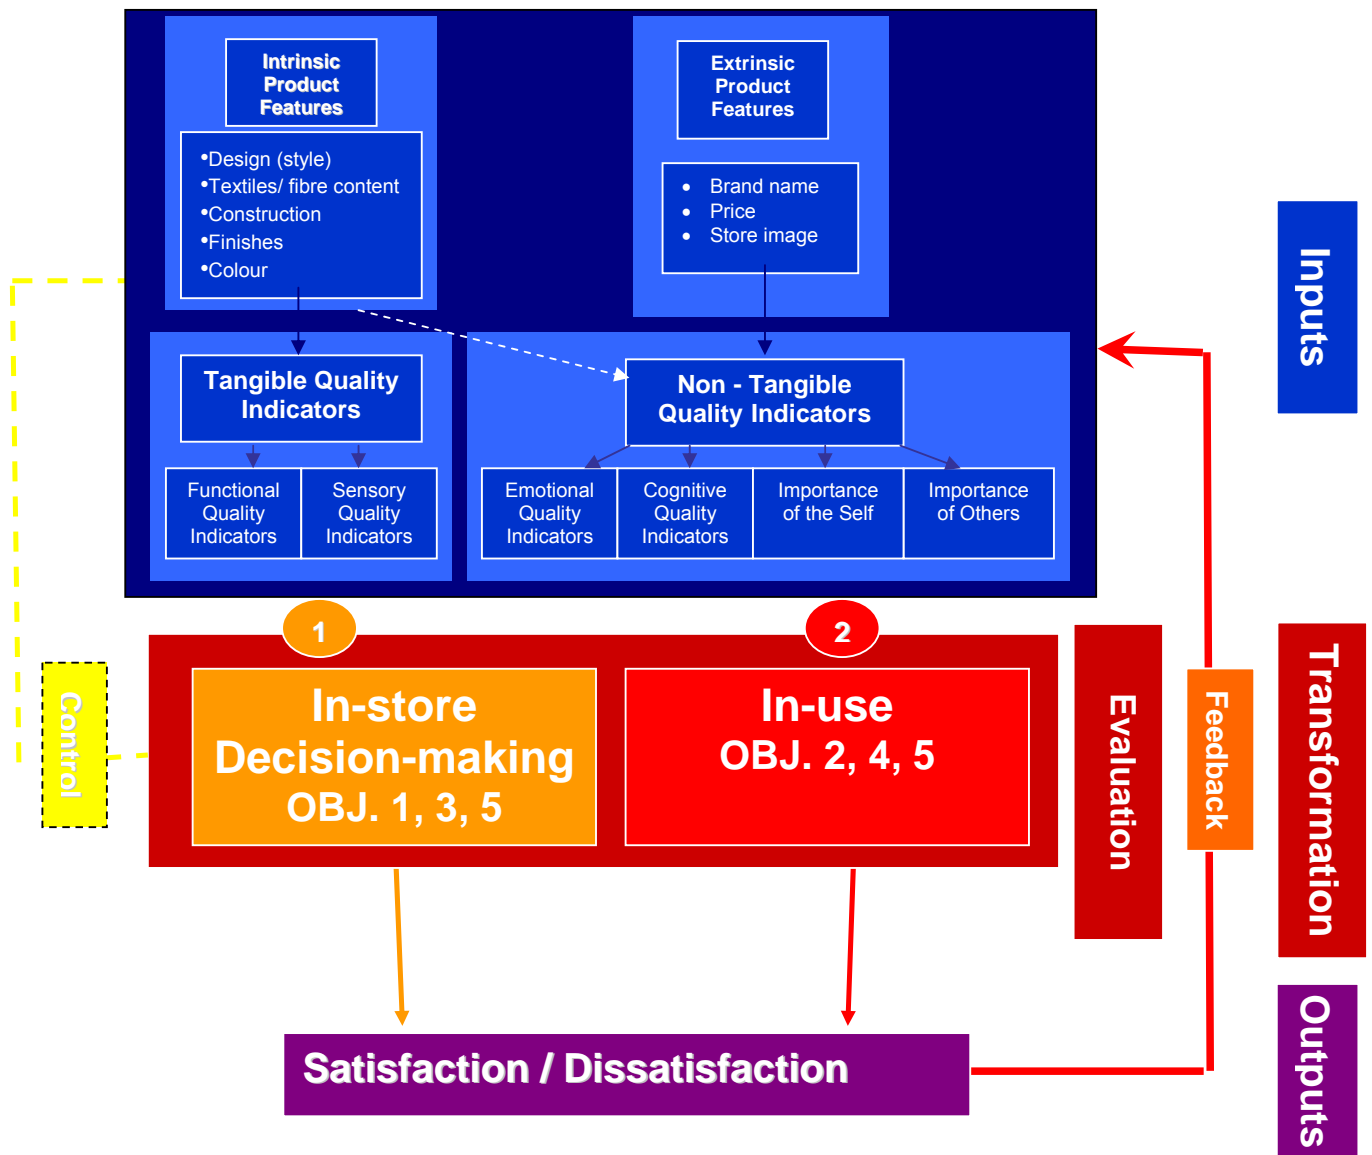 Intrinsic
Product
Features
•Design (style)
•Textiles/ fibre content
•Construction
•Finishes
•Colour
Extrinsic
Product
Features
• Brand name
• Price
• Store image
Tangible Quality
Indicators
Non - Tangible
Quality Indicators
Functional
Quality
Indicators
Sensory
Quality
Indicators
Emotional
Quality
Indicators
Cognitive
Quality
Indicators
Importance
of the Self
Importance
of Others
Inputs
1
2
In-store
Decision-making
OBJ. 1, 3, 5
In-use
OBJ. 2, 4, 5
Control
Evaluation
Feedback
Transformation
Satisfaction / Dissatisfaction
Outputs